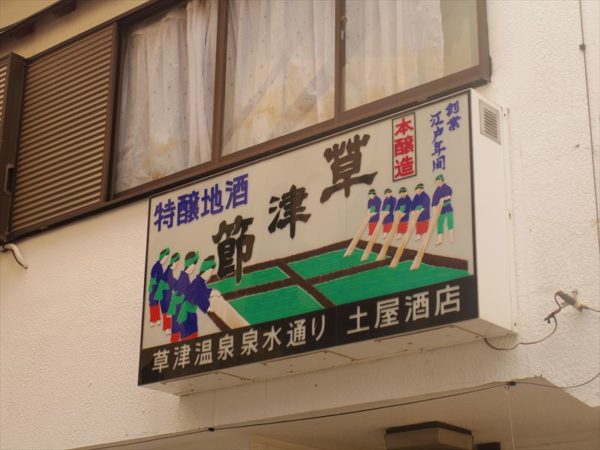 創業
江戸年間
本醸造
草津節
特醸地酒
草津温泉泉水通り 土屋酒店